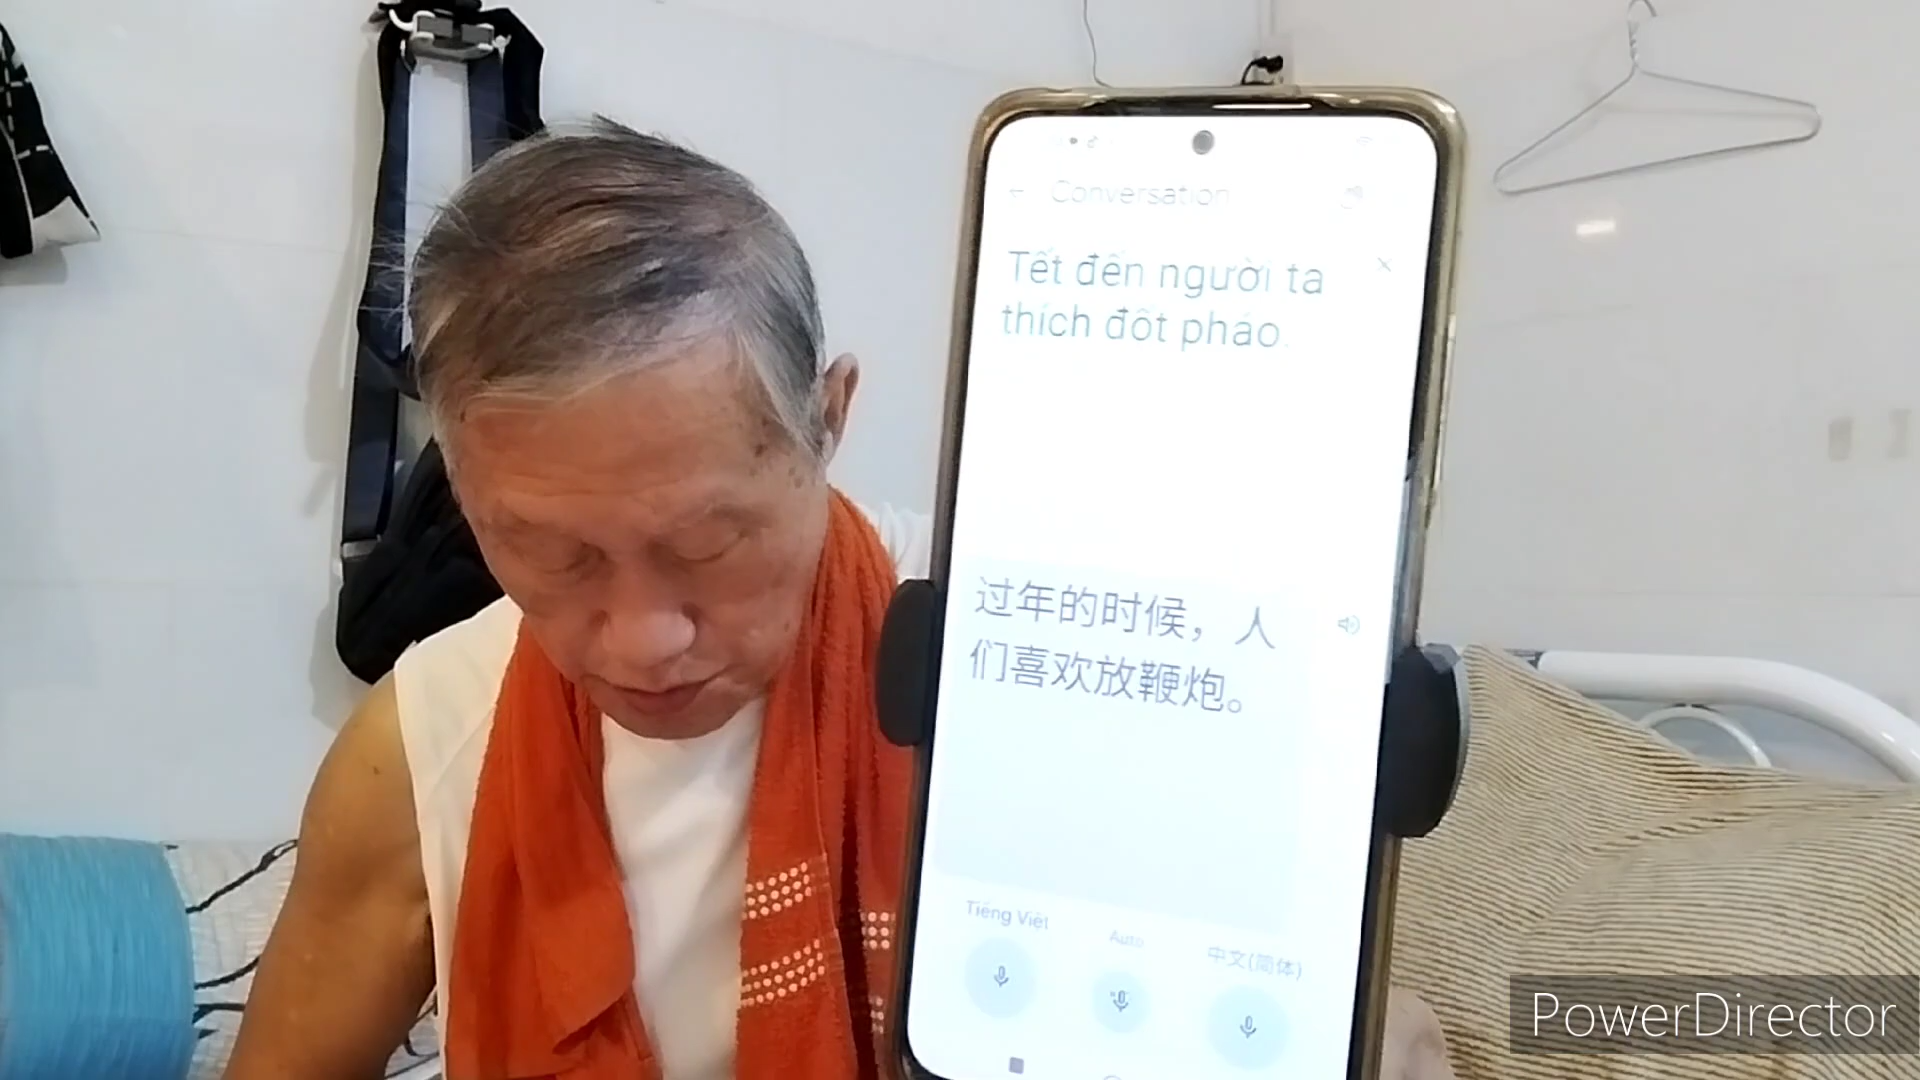 Conversation
Tết đến người ta
thích đốt pháo.
过年的时候，人
们喜欢放鞭炮。
Tiếng Việt
Auto
中文(简体)
PowerDirector